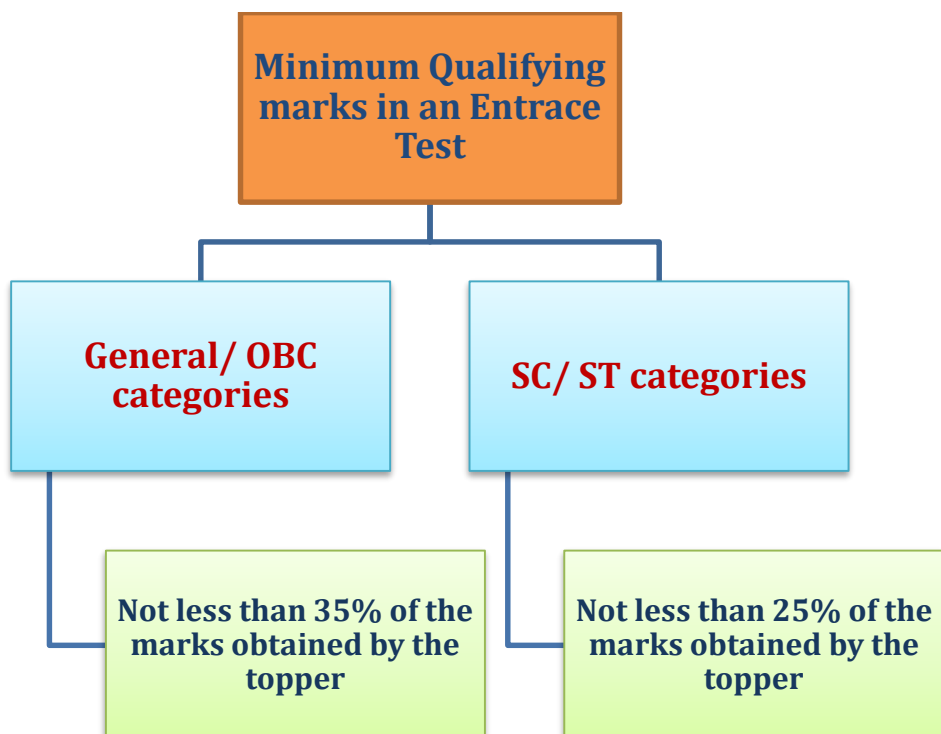 Minimum Qualifying
marks in an Entrace
Test
General/ OBC
categories
SC/ ST categories
Not less than 35% of the
marks obtained by the
topper
Not less than 25% of the
marks obtained by the
topper